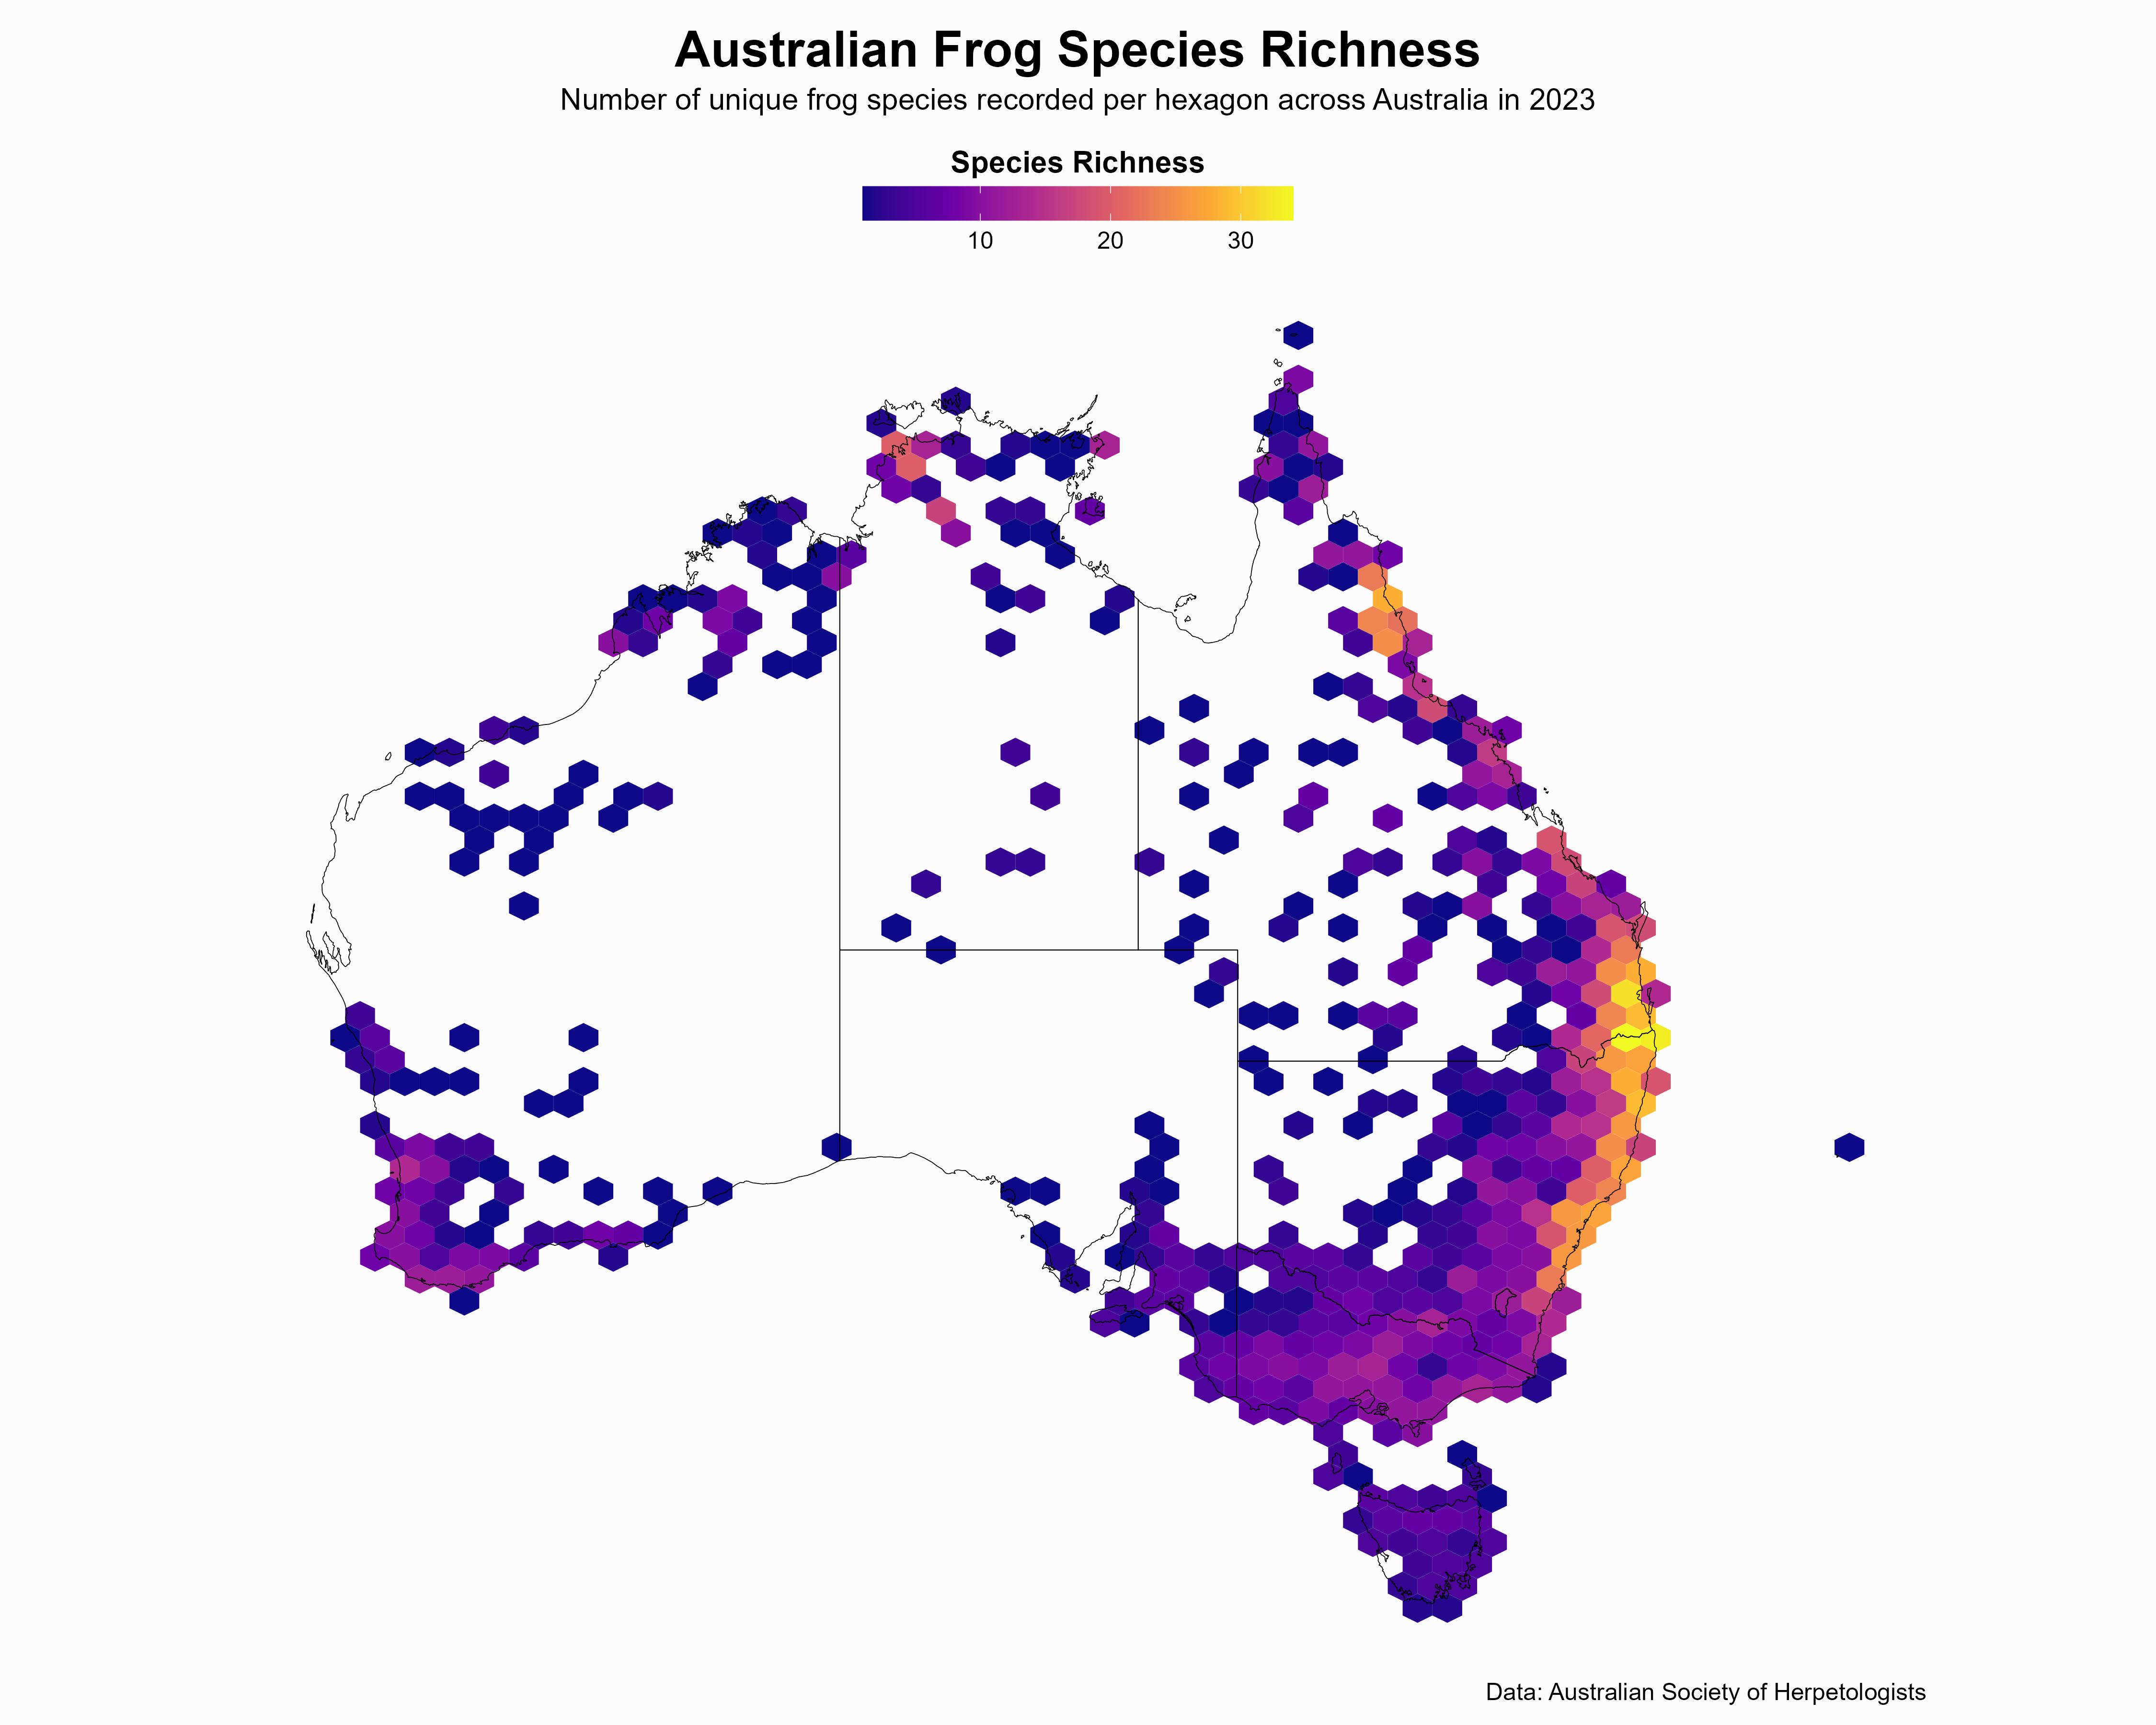 Australian Frog Species Richness
Number of unique frog species recorded per hexagon across Australia in 2023
Species Richness
10 20 30
Data: Australian Society of Herpetologists